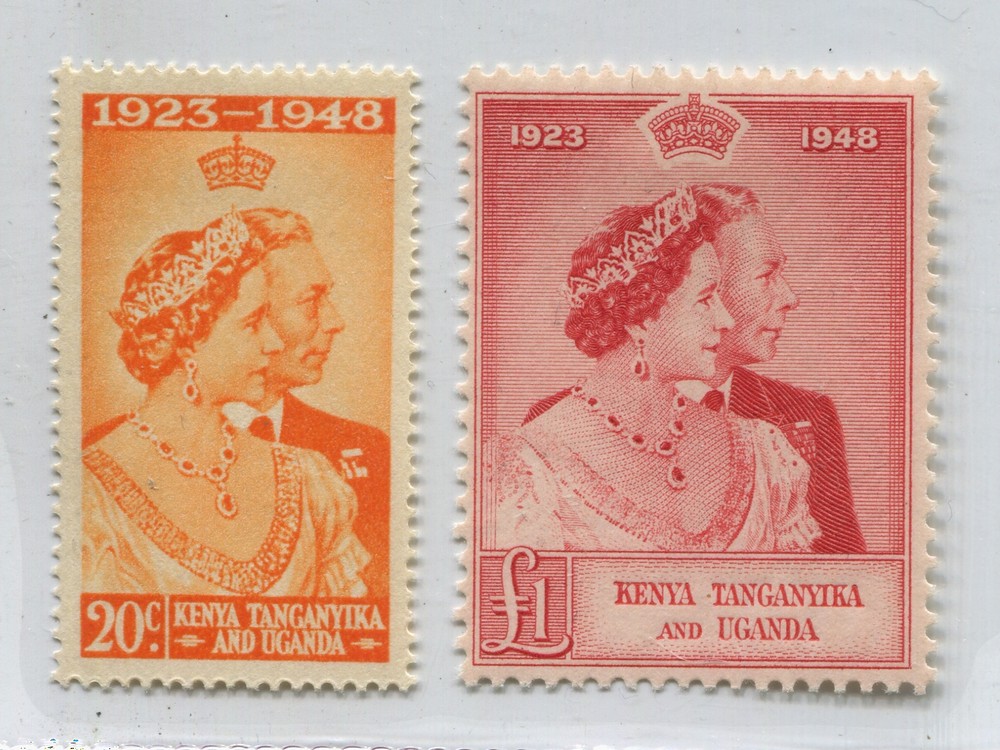 1923–1948
20c.
KENYA TANGANYIKA
AND UGANDA
1923 1948
£1
KENYA · TANGANYIKA
AND UGANDA